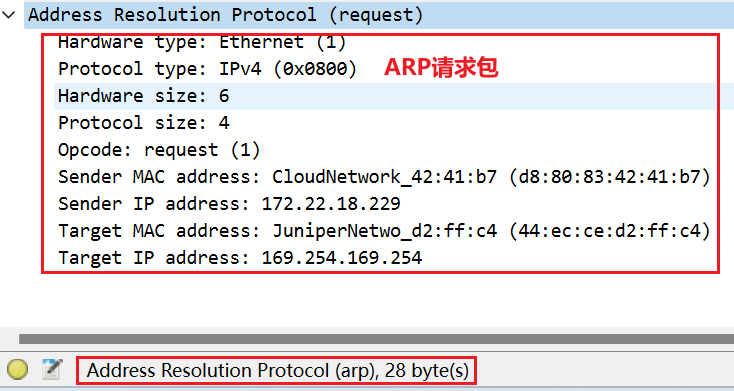 Address Resolution Protocol (request)
Hardware type: Ethernet (1)
Protocol type: IPv4 (0x0800) ARP请求包
Hardware size: 6
Protocol size: 4
Opcode: request (1)
Sender MAC address: CloudNetwork_42:41:b7 (d8:80:83:42:41:b7)
Sender IP address: 172.22.18.229
Target MAC address: JuniperNetwo_d2:ff:c4 (44:ec:ce:d2:ff:c4)
Target IP address: 169.254.169.254
Address Resolution Protocol (arp), 28 byte(s)